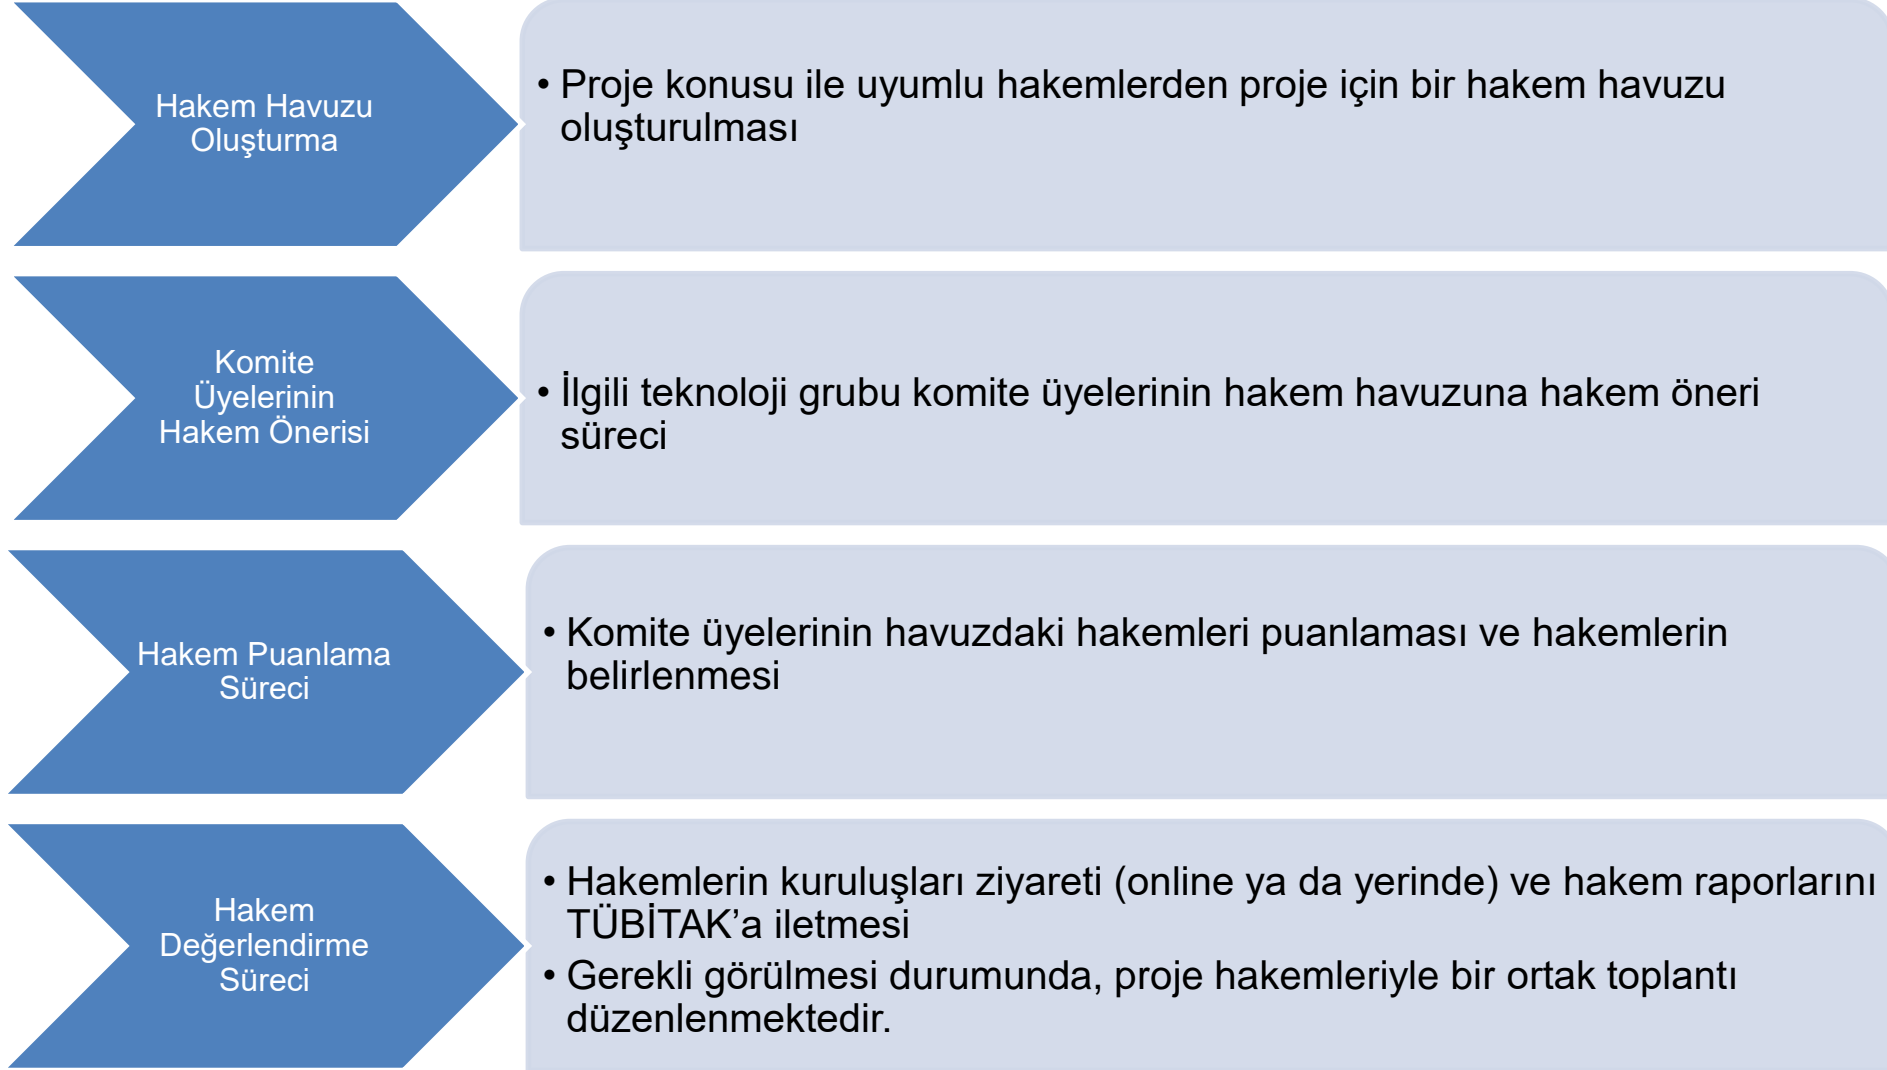 Hakem Havuzu
Oluşturma
• Proje konusu ile uyumlu hakemlerden proje için bir hakem havuzu
oluşturulması
Komite
Üyelerinin
Hakem Önerisi
• İlgili teknoloji grubu komite üyelerinin hakem havuzuna hakem öneri
süreci
Hakem Puanlama
Süreci
• Komite üyelerinin havuzdaki hakemleri puanlaması ve hakemlerin
belirlenmesi
Hakem
Değerlendirme
Süreci
• Hakemlerin kuruluşları ziyareti (online ya da yerinde) ve hakem raporlarını
TÜBİTAK’a iletmesi
• Gerekli görülmesi durumunda, proje hakemleriyle bir ortak toplantı
düzenlenmektedir.